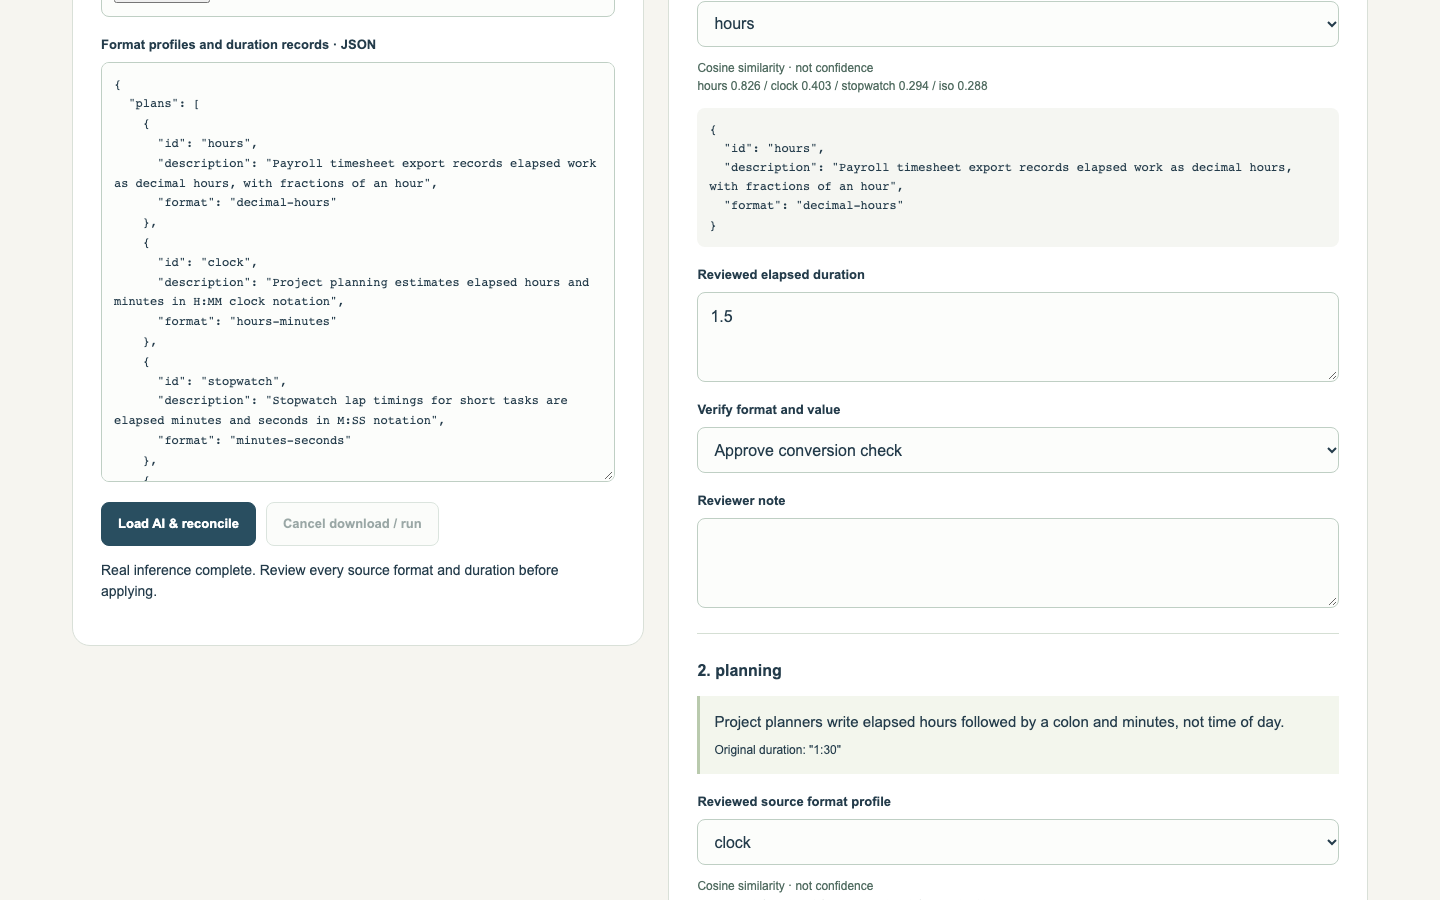 Format profiles and duration records · JSON
{
  "plans": [
    {
      "id": "hours",
      "description": "Payroll timesheet export records elapsed work
as decimal hours, with fractions of an hour",
      "format": "decimal-hours"
    },
    {
      "id": "clock",
      "description": "Project planning estimates elapsed hours and
minutes in H:MM clock notation",
      "format": "hours-minutes"
    },
    {
      "id": "stopwatch",
      "description": "Stopwatch lap timings for short tasks are
elapsed minutes and seconds in M:SS notation",
      "format": "minutes-seconds"
    },
    {
Load AI & reconcile
Cancel download / run
Real inference complete. Review every source format and duration before
applying.
hours
Cosine similarity · not confidence
hours 0.826 / clock 0.403 / stopwatch 0.294 / iso 0.288
{
  "id": "hours",
  "description": "Payroll timesheet export records elapsed work as decimal hours,
with fractions of an hour",
  "format": "decimal-hours"
}
Reviewed elapsed duration
1.5
Verify format and value
Approve conversion check
Reviewer note
2. planning
Project planners write elapsed hours followed by a colon and minutes, not time of day.
Original duration: "1:30"
Reviewed source format profile
clock
Cosine similarity · not confidence